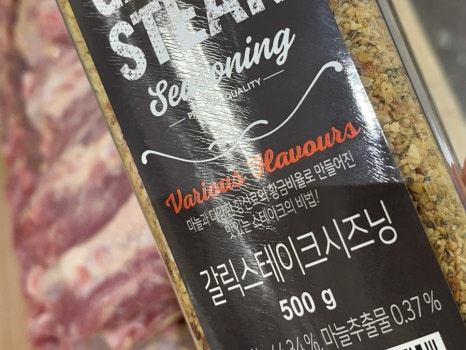 STEAK
Seasoning
QUALITY
Various Flavours
마늘과 다양한 향신료와 황금비율로 만들어진
맛있는 스테이크의 비법!
갈릭스테이크시즈닝
500 g
마늘추출물 0.37 %